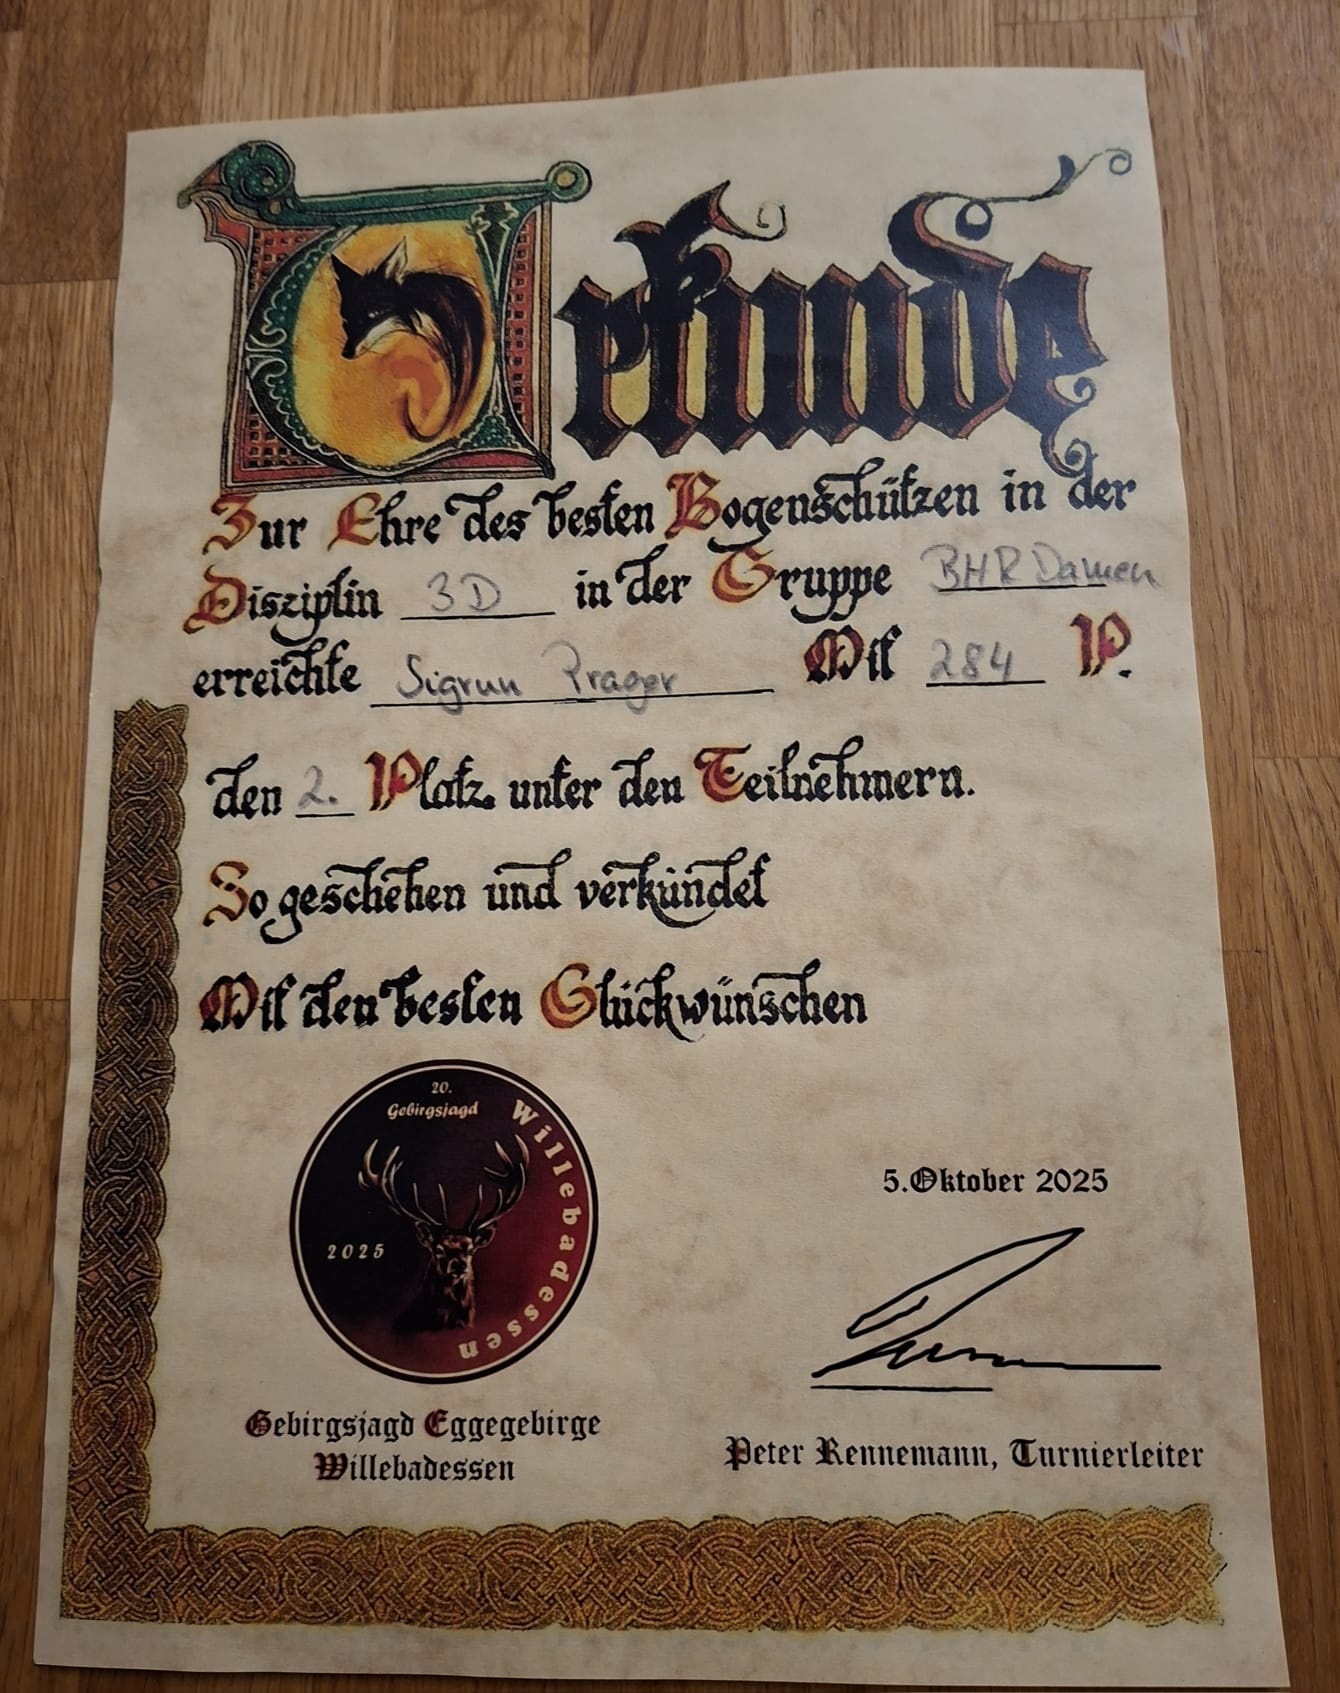 Urkunde
Zur Ehre des besten Bogenschützen in der
Disziplin 3D in der Gruppe BHR Damen
erreichte Sigrun Prager Mit 284 P.
den 2. Platz unter den Teilnehmern.
So geschehen und verkündet
Mit den besten Glückwünschen
20.
Gebirgsjagd
Willebadessen
2025
5.Oktober 2025
Gebirgsjagd Eggegebirge
Willebadessen
Peter Rennemann, Turnierleiter